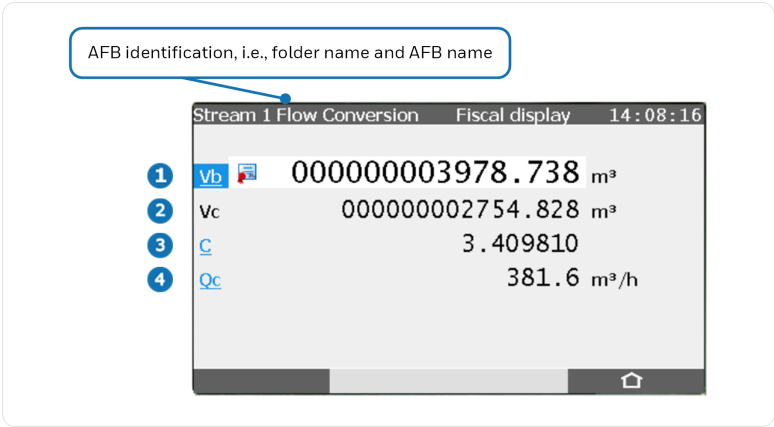 AFB identification, i.e., folder name and AFB name
Stream 1 Flow Conversion Fiscal display 14:08:16
1 Vb 000000003978.738 m³
2 Vc 000000002754.828 m³
3 C 3.409810
4 Qc 381.6 m³/h